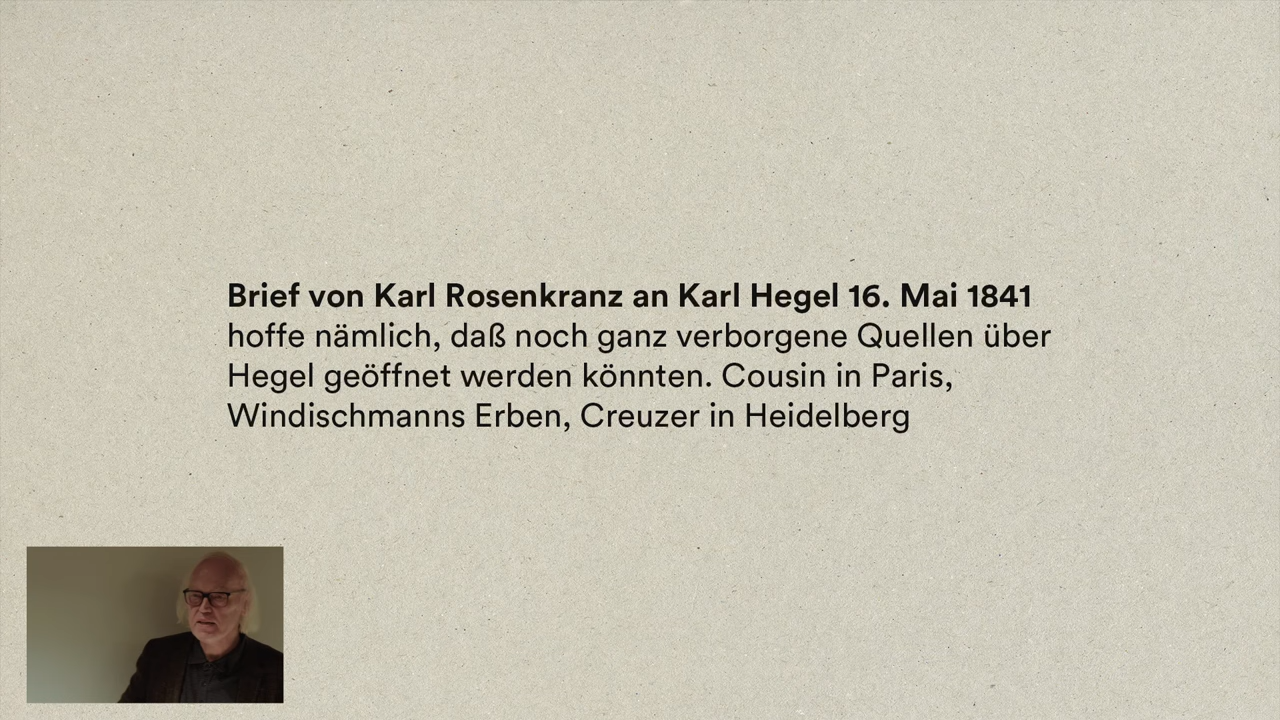 Brief von Karl Rosenkranz an Karl Hegel 16. Mai 1841
hoffe nämlich, daß noch ganz verborgene Quellen über
Hegel geöffnet werden könnten. Cousin in Paris,
Windischmanns Erben, Creuzer in Heidelberg